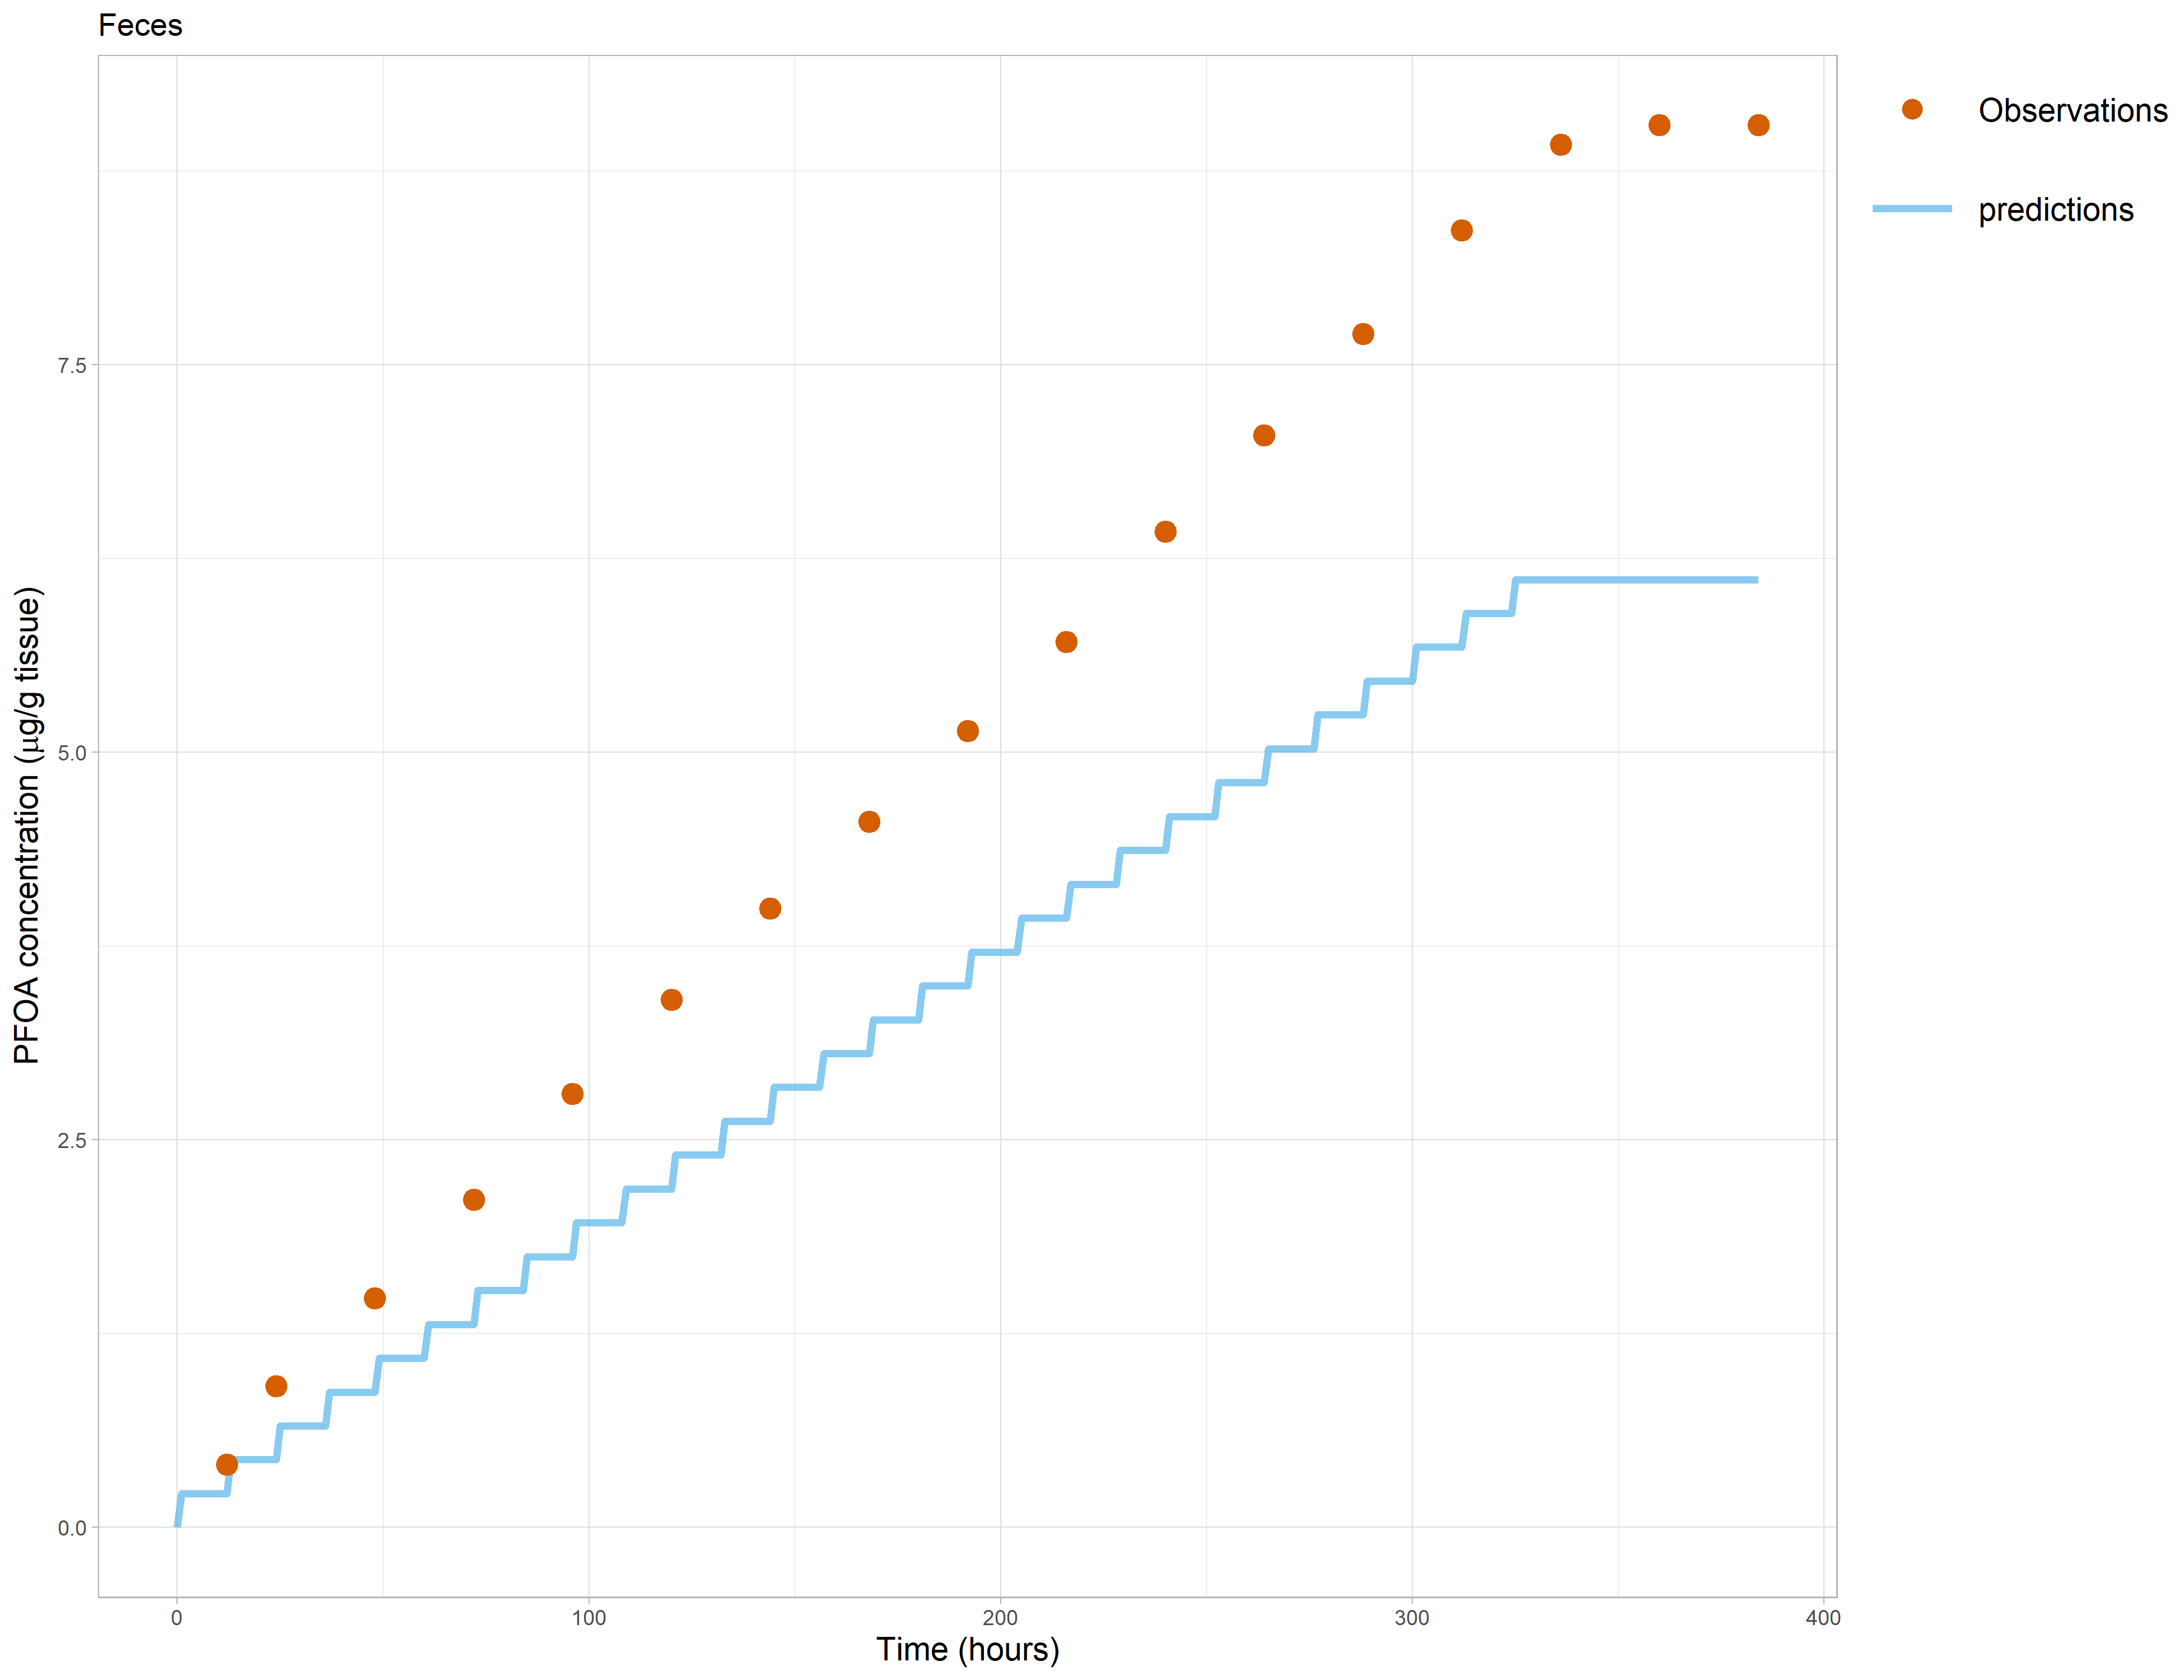 Feces
Observations
predictions
PFOA concentration (μg/g tissue)
7.5
5.0
2.5
0.0
0 100 200 300 400
Time (hours)